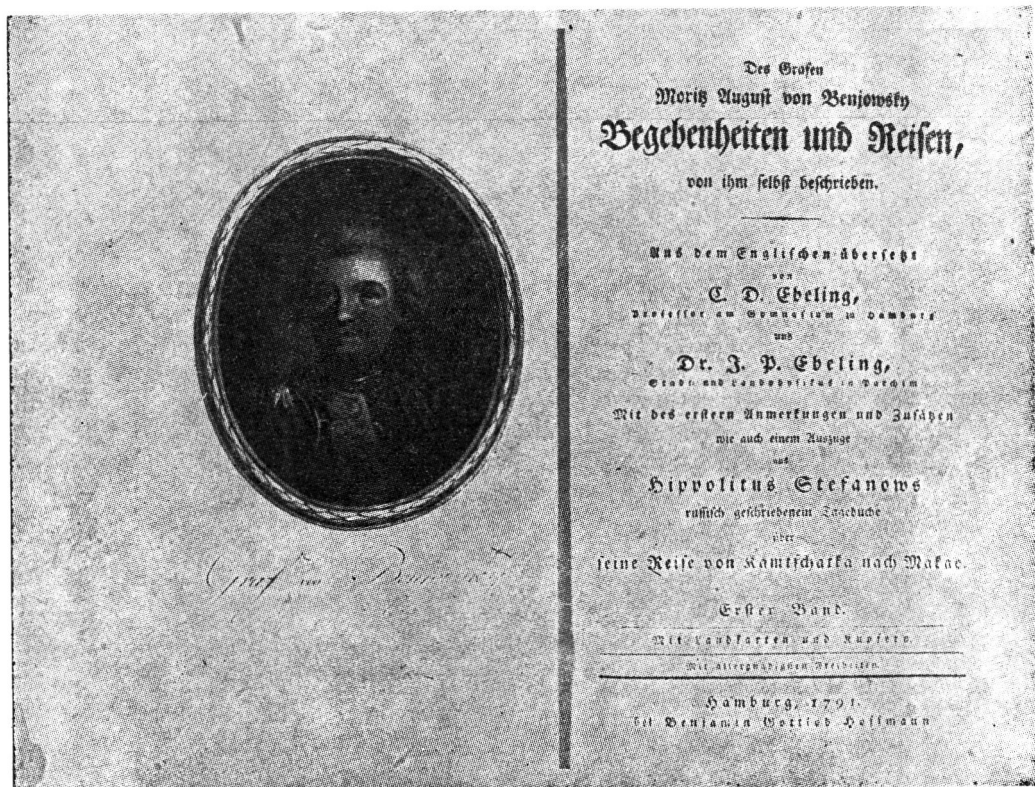 Graf von
Des Grafen
Moritz August von Benjowsky
Begebenheiten und Reisen,
von ihm selbst beschrieben.
Aus dem Englischen übersetzt
von
C. D. Ebeling,
Professor am Gymnasium zu Hamburg
und
Dr. J. P. Ebeling,
Stadt- und Landphysikus in Parchim
Mit des erstern Anmerkungen und Zusätzen
wie auch einem Auszuge
aus
Hippolitus Stefanows
russisch geschriebenem Tagebuche
über
seine Reise von Kamtschatka nach Makao.
Erster Band.
Mit Landkarten und Kupfern.
Mit allergnädigsten Freiheiten.
Hamburg, 1791.
bei Benjamin Gottlob Hoffmann